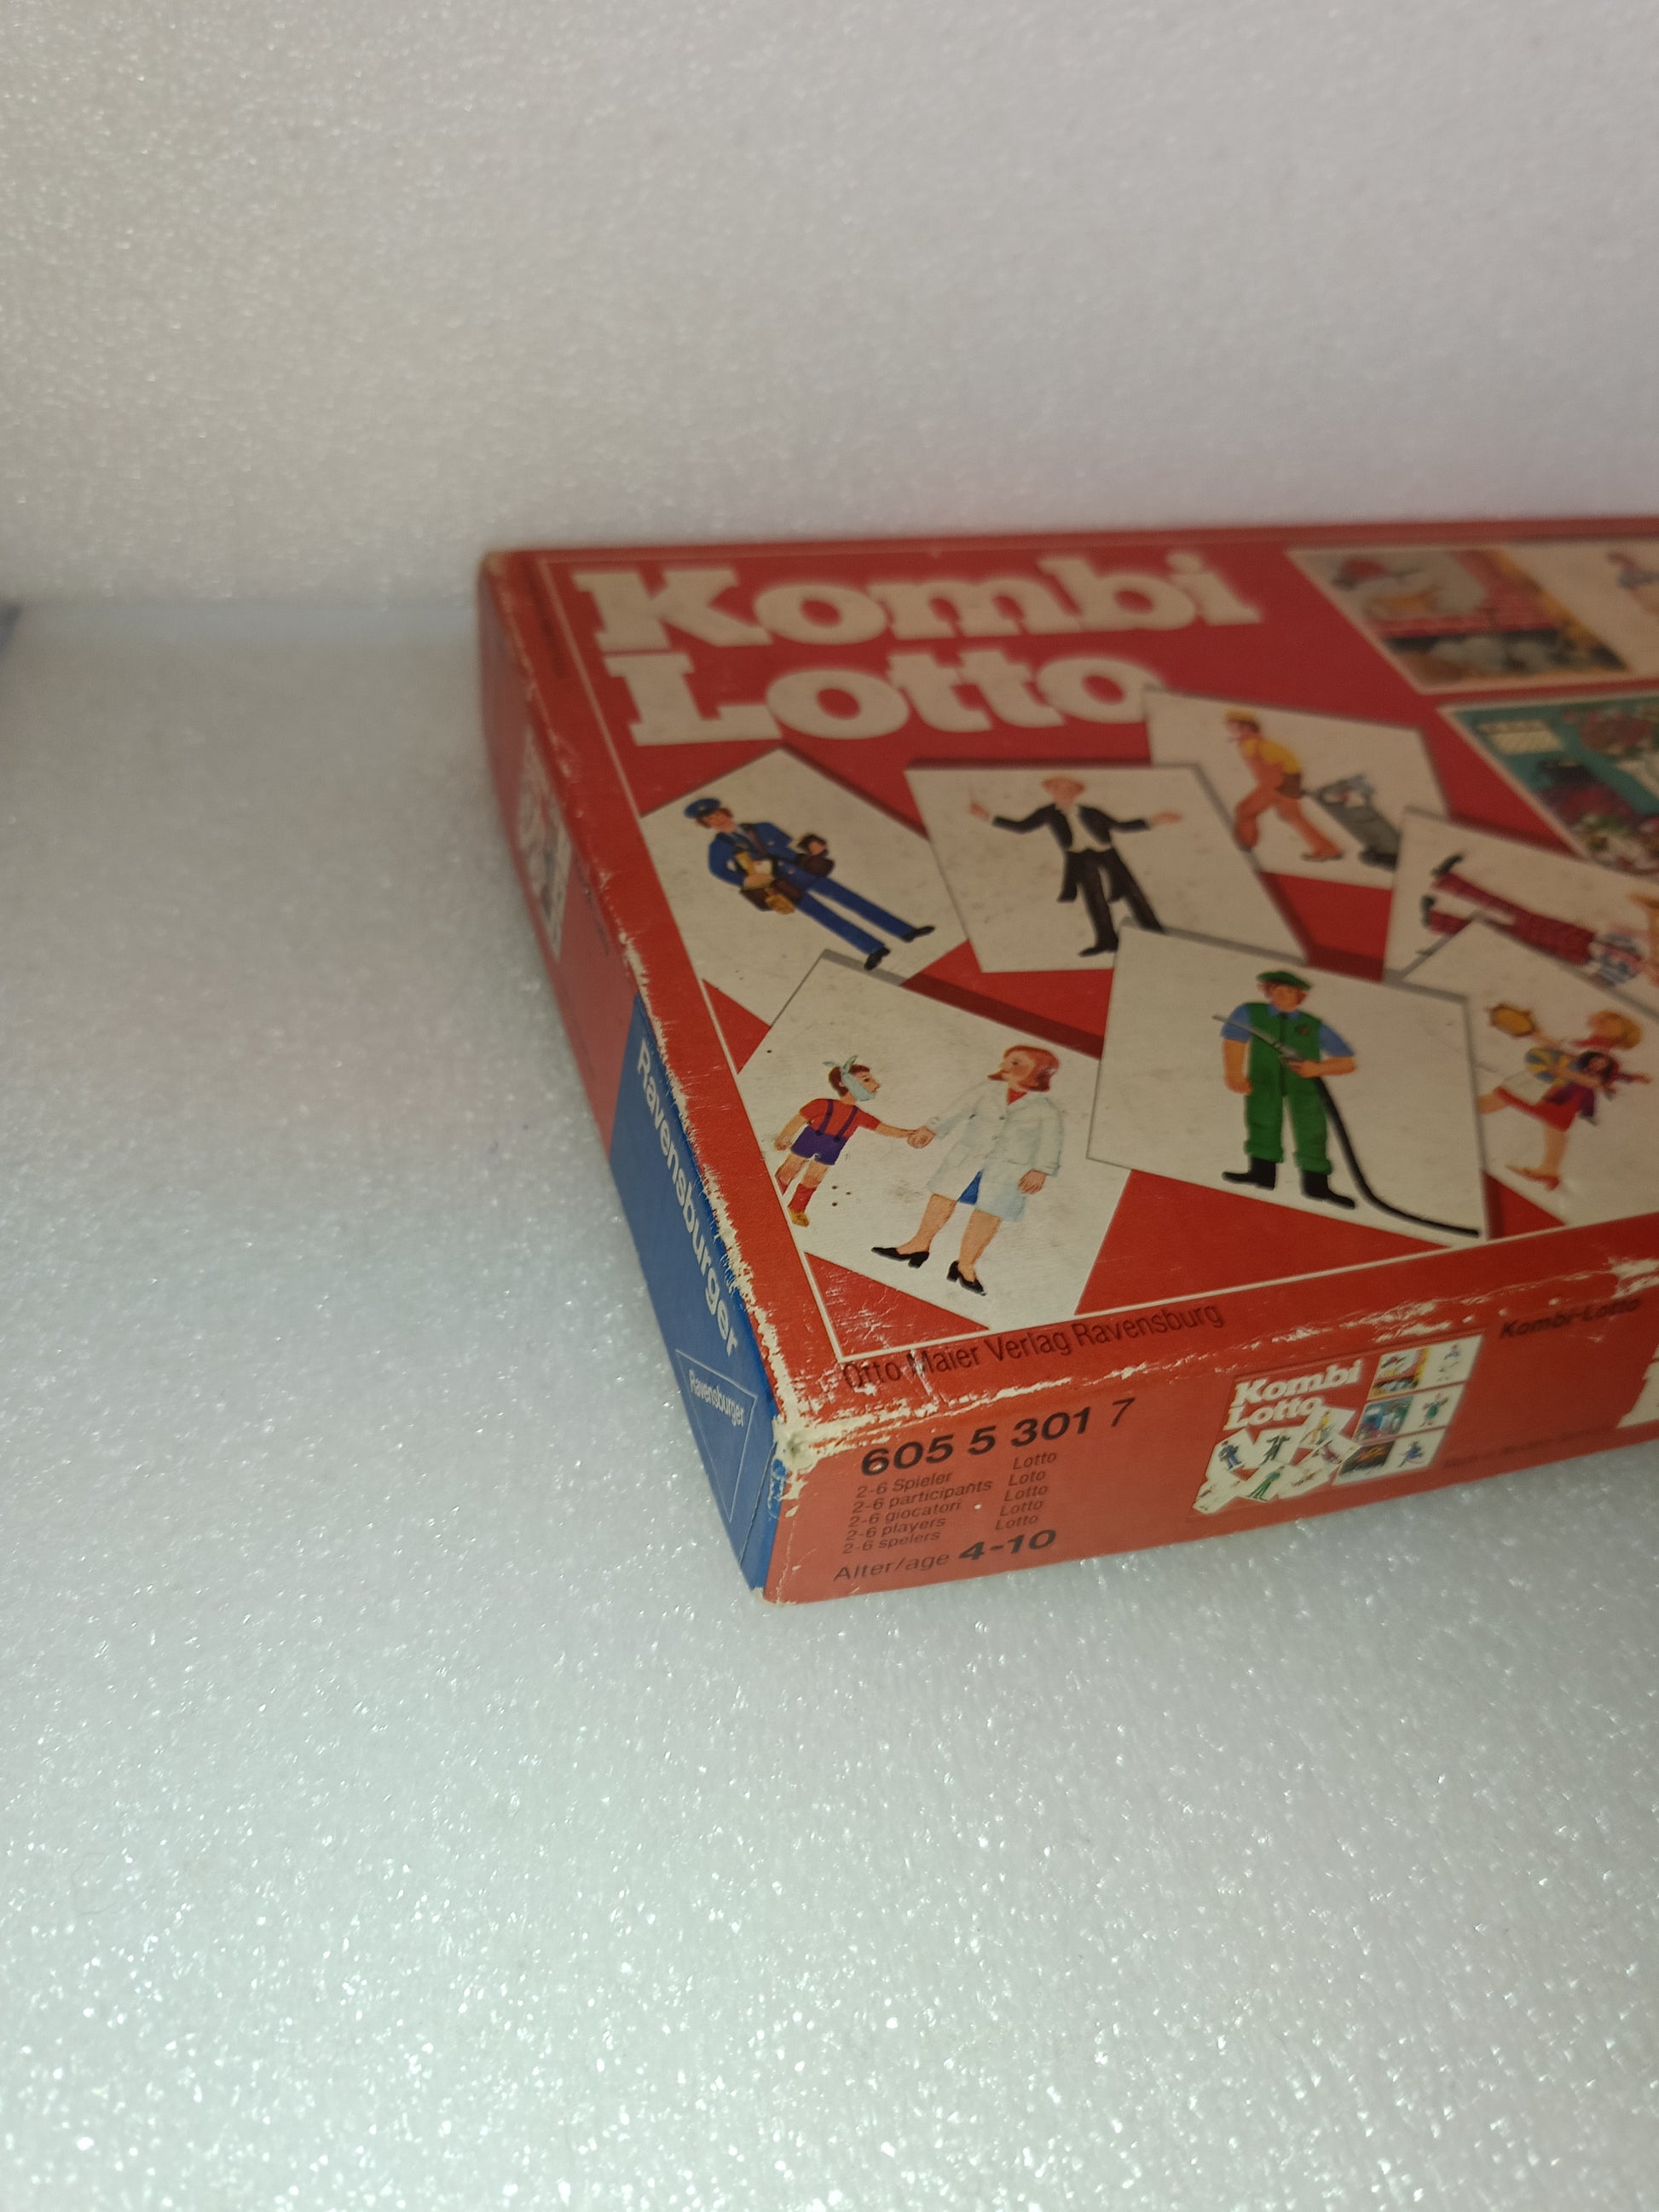 Kombi
Lotto
Ravensburger
Ravensburger
Otto Maier Verlag Ravensburg
605 5 301 7
2-6 Spieler Lotto
2-6 participants Loto
2-6 giocatori Lotto
2-6 players Lotto
2-6 spelers Lotto
Alter/age 4-10
Kombi
Lotto
Kombi-Lotto